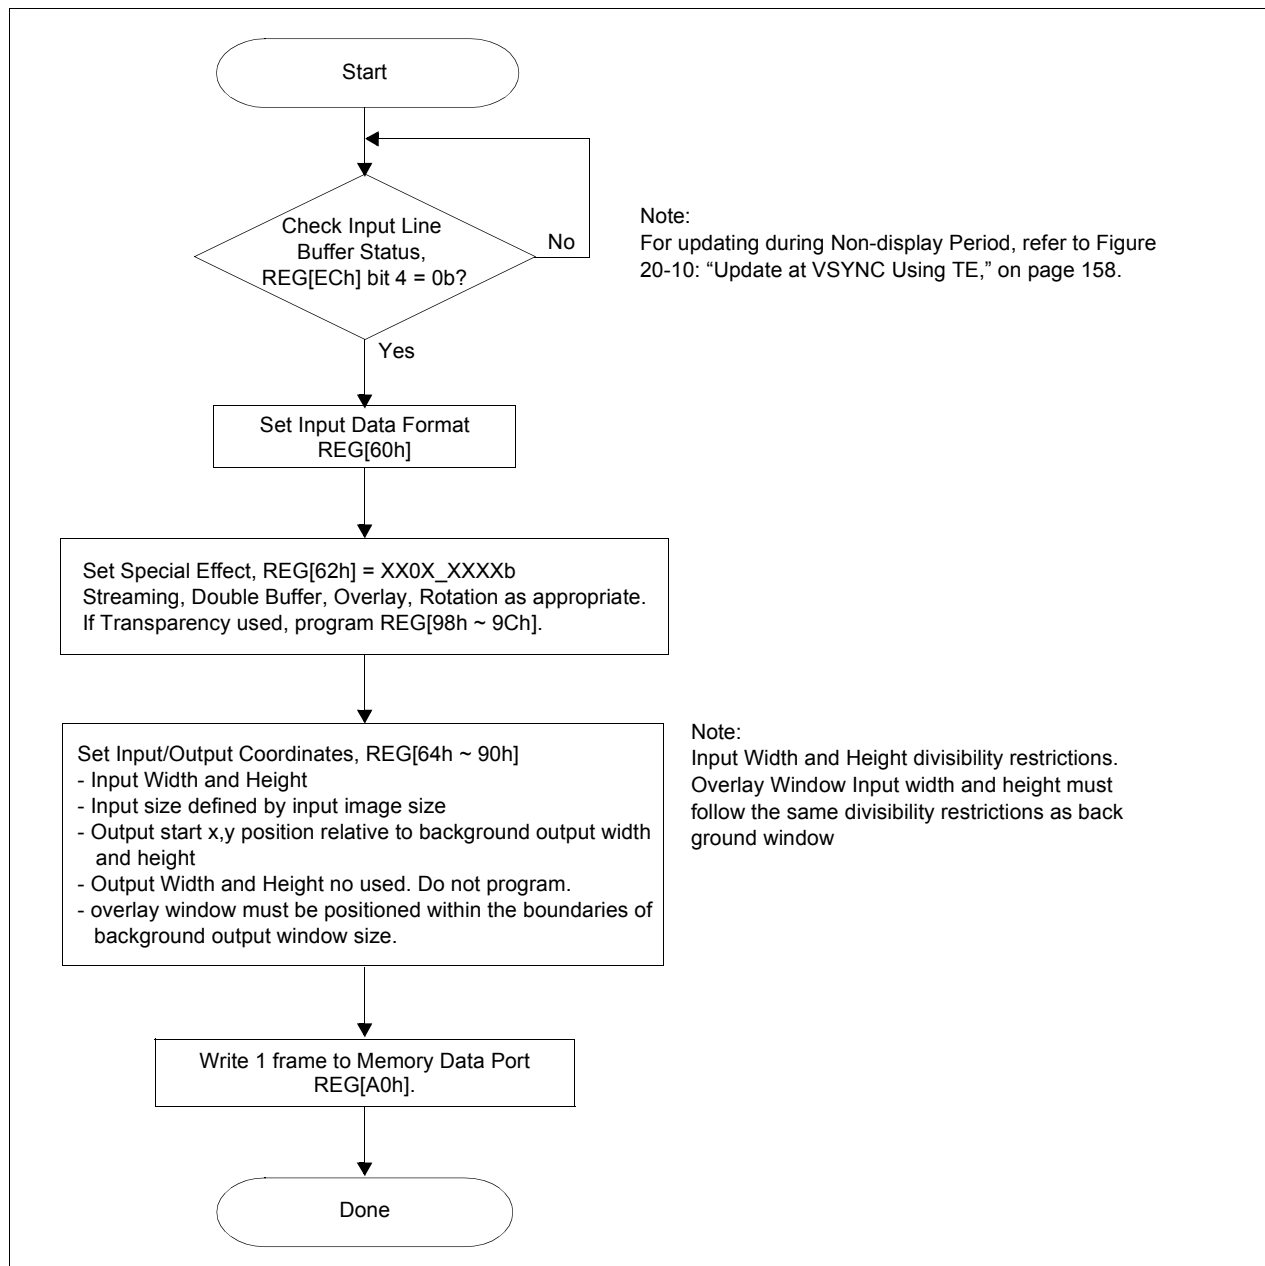 Start
Check Input Line
Buffer Status,
REG[ECh] bit 4 = 0b?
No
Note:
For updating during Non-display Period, refer to Figure
20-10: “Update at VSYNC Using TE,” on page 158.
Yes
Set Input Data Format
REG[60h]
Set Special Effect, REG[62h] = XX0X_XXXXb
Streaming, Double Buffer, Overlay, Rotation as appropriate.
If Transparency used, program REG[98h ~ 9Ch].
Set Input/Output Coordinates, REG[64h ~ 90h]
- Input Width and Height
- Input size defined by input image size
- Output start x,y position relative to background output width
and height
- Output Width and Height no used. Do not program.
- overlay window must be positioned within the boundaries of
background output window size.
Note:
Input Width and Height divisibility restrictions.
Overlay Window Input width and height must
follow the same divisibility restrictions as back
ground window
Write 1 frame to Memory Data Port
REG[A0h].
Done